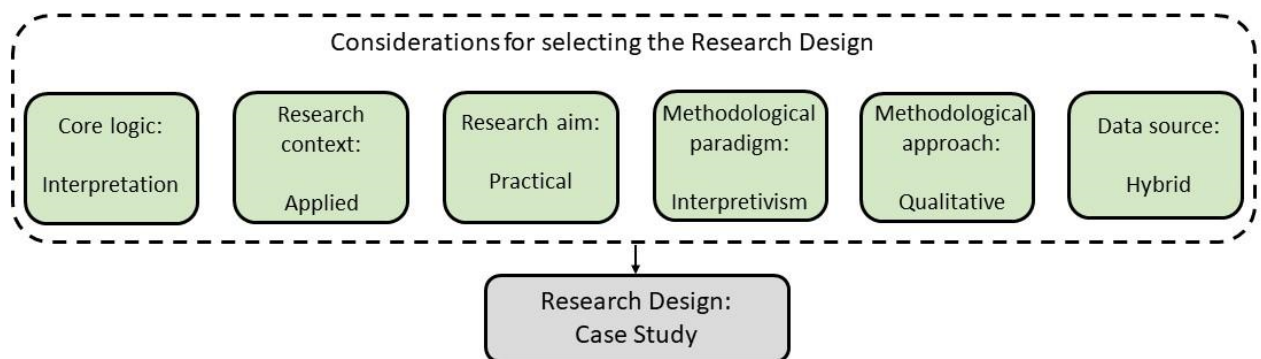 Considerations for selecting the Research Design
Core logic:
Interpretation
Research
context:
Applied
Research aim:
Practical
Methodological
paradigm:
Interpretivism
Methodological
approach:
Qualitative
Data source:
Hybrid
Research Design:
Case Study